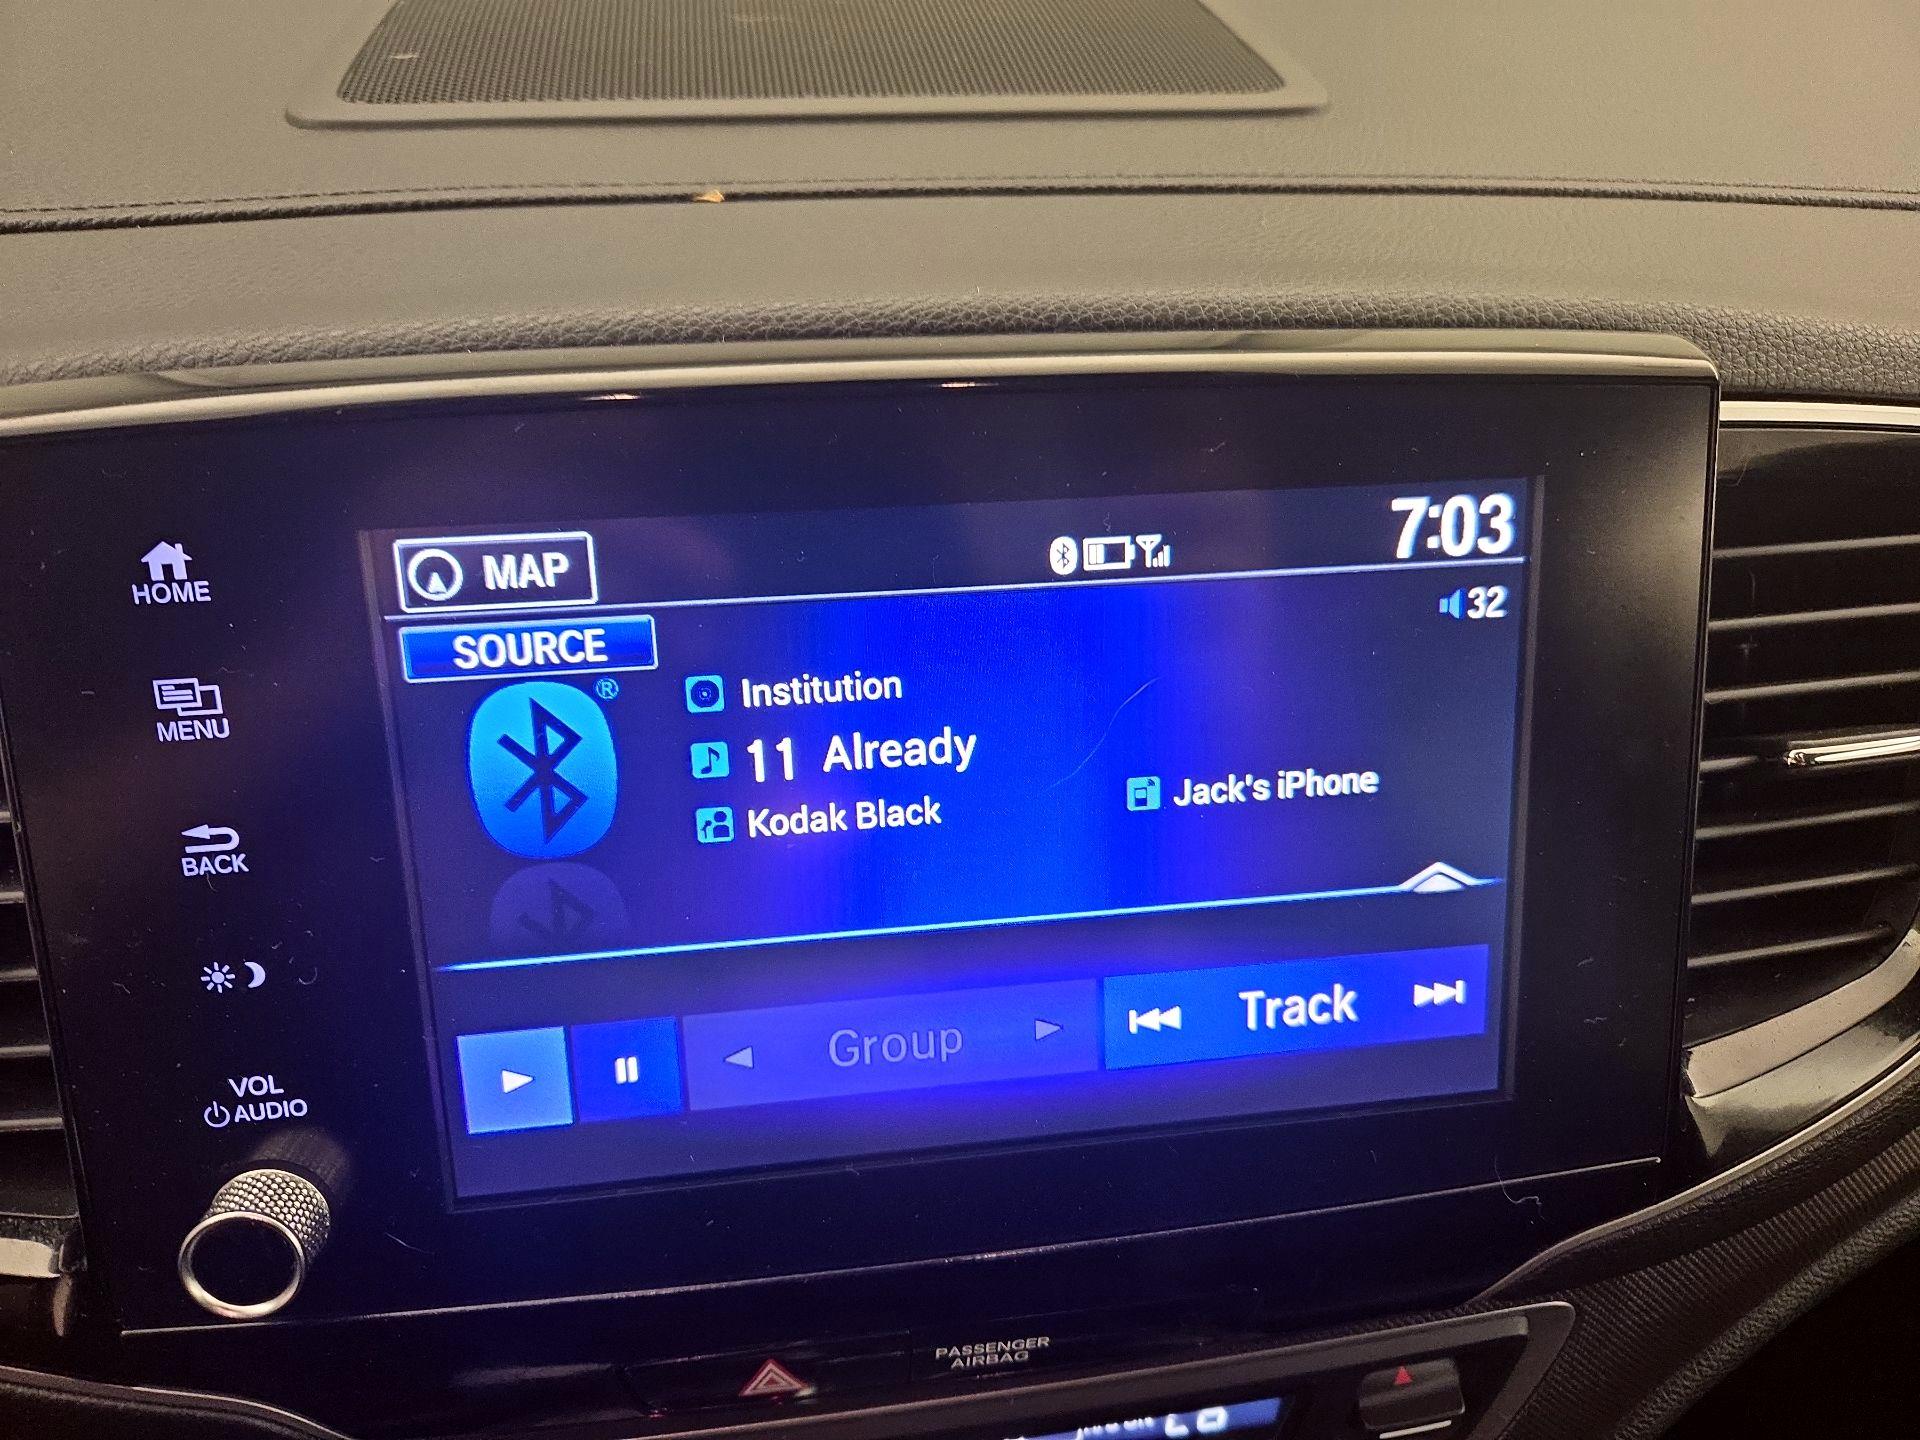 HOME
MENU
BACK
VOL
AUDIO
MAP
7:03
32
SOURCE
®
Institution
11 Already
Kodak Black
Jack's iPhone
Group
Track
PASSENGER
AIRBAG